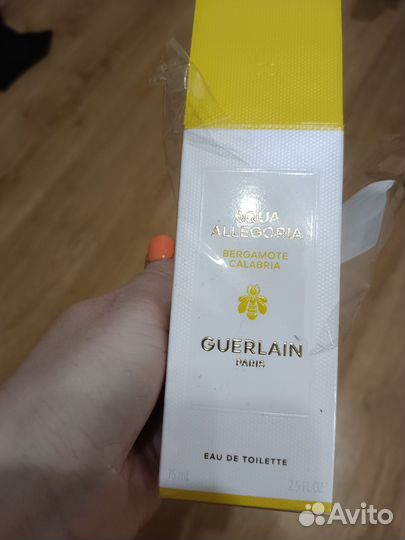 AQUA
ALLEGORIA
BERGAMOTE
CALABRIA
GUERLAIN
PARIS
EAU DE TOILETTE
75 mL 2.5 FL.OZ
Avito